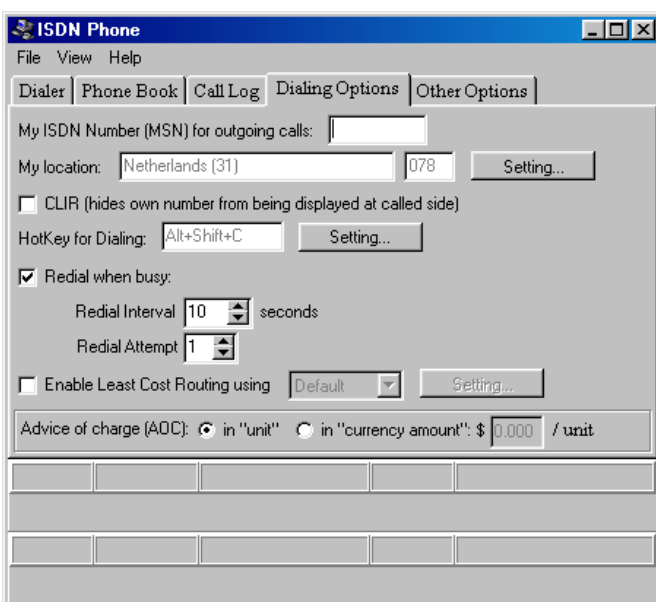 ISDN Phone
File View Help
Dialer Phone Book Call Log Dialing Options Other Options
My ISDN Number (MSN) for outgoing calls:
My location: Netherlands (31) 078 Setting...
CLIR (hides own number from being displayed at called side)
HotKey for Dialing: Alt+Shift+C Setting...
Redial when busy:
Redial Interval 10 seconds
Redial Attempt 1
Enable Least Cost Routing using Default Setting...
Advice of charge (AOC): in "unit" in "currency amount": $ 0.000 / unit